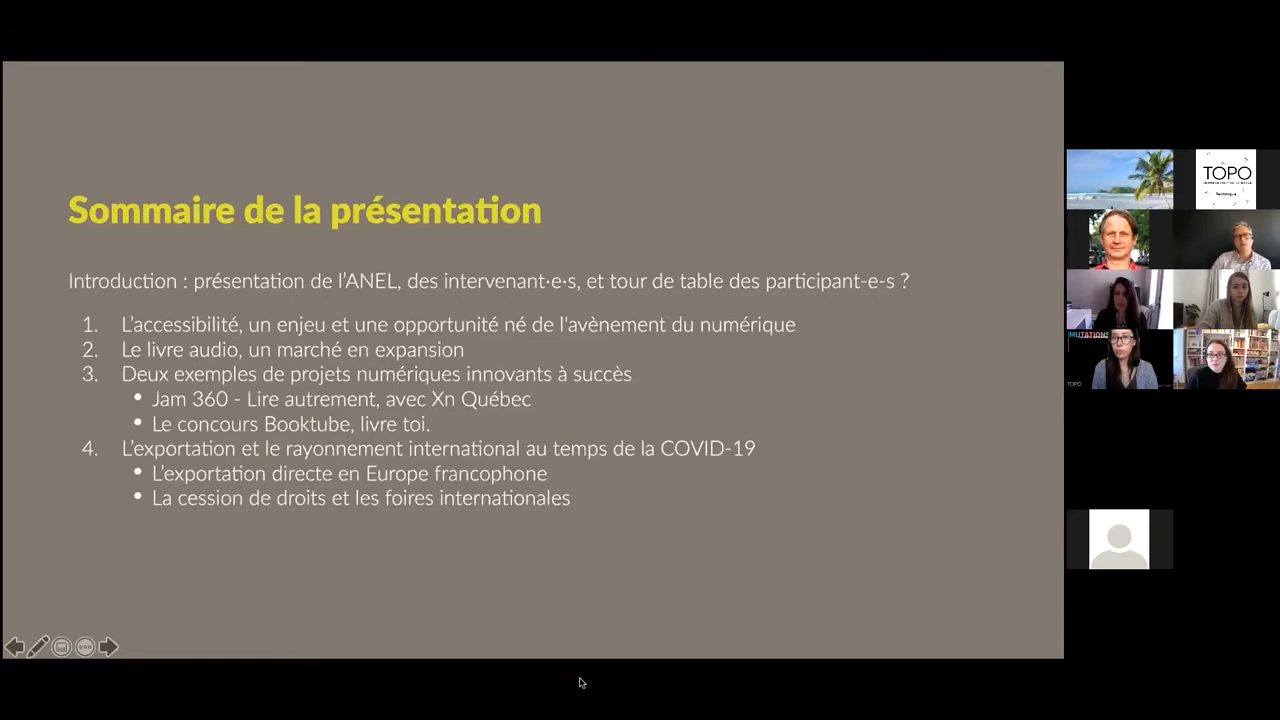 Sommaire de la présentation
Introduction : présentation de l'ANEL, des intervenant·e·s, et tour de table des participant-e-s ?
1. L'accessibilité, un enjeu et une opportunité né de l'avènement du numérique
2. Le livre audio, un marché en expansion
3. Deux exemples de projets numériques innovants à succès
• Jam 360 - Lire autrement, avec Xn Québec
• Le concours Booktube, livre toi.
4. L'exportation et le rayonnement international au temps de la COVID-19
• L'exportation directe en Europe francophone
• La cession de droits et les foires internationales
TOPO
MUTATIONS
TOPO